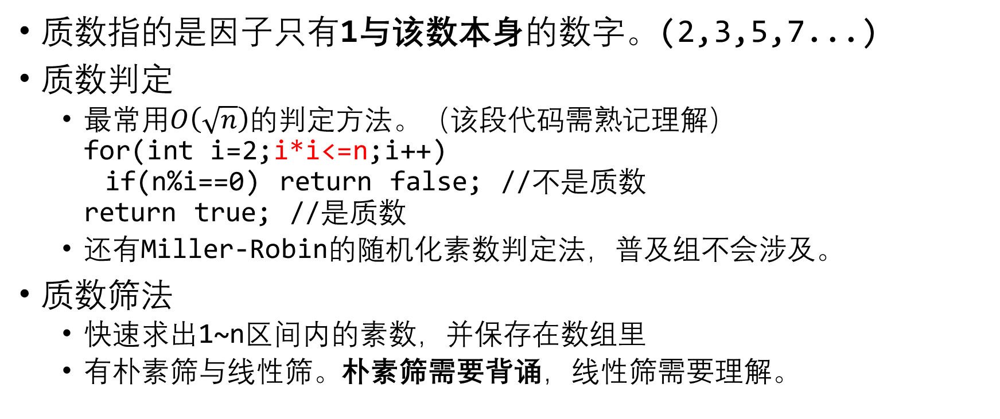 • 质数指的是因子只有1与该数本身的数字。(2,3,5,7...)
• 质数判定
• 最常用O(√n)的判定方法。（该段代码需熟记理解）
for(int i=2;i*i<=n;i++)
if(n%i==0) return false; //不是质数
return true; //是质数
• 还有Miller-Robin的随机化素数判定法，普及组不会涉及。
• 质数筛法
• 快速求出1~n区间内的素数，并保存在数组里
• 有朴素筛与线性筛。朴素筛需要背诵，线性筛需要理解。